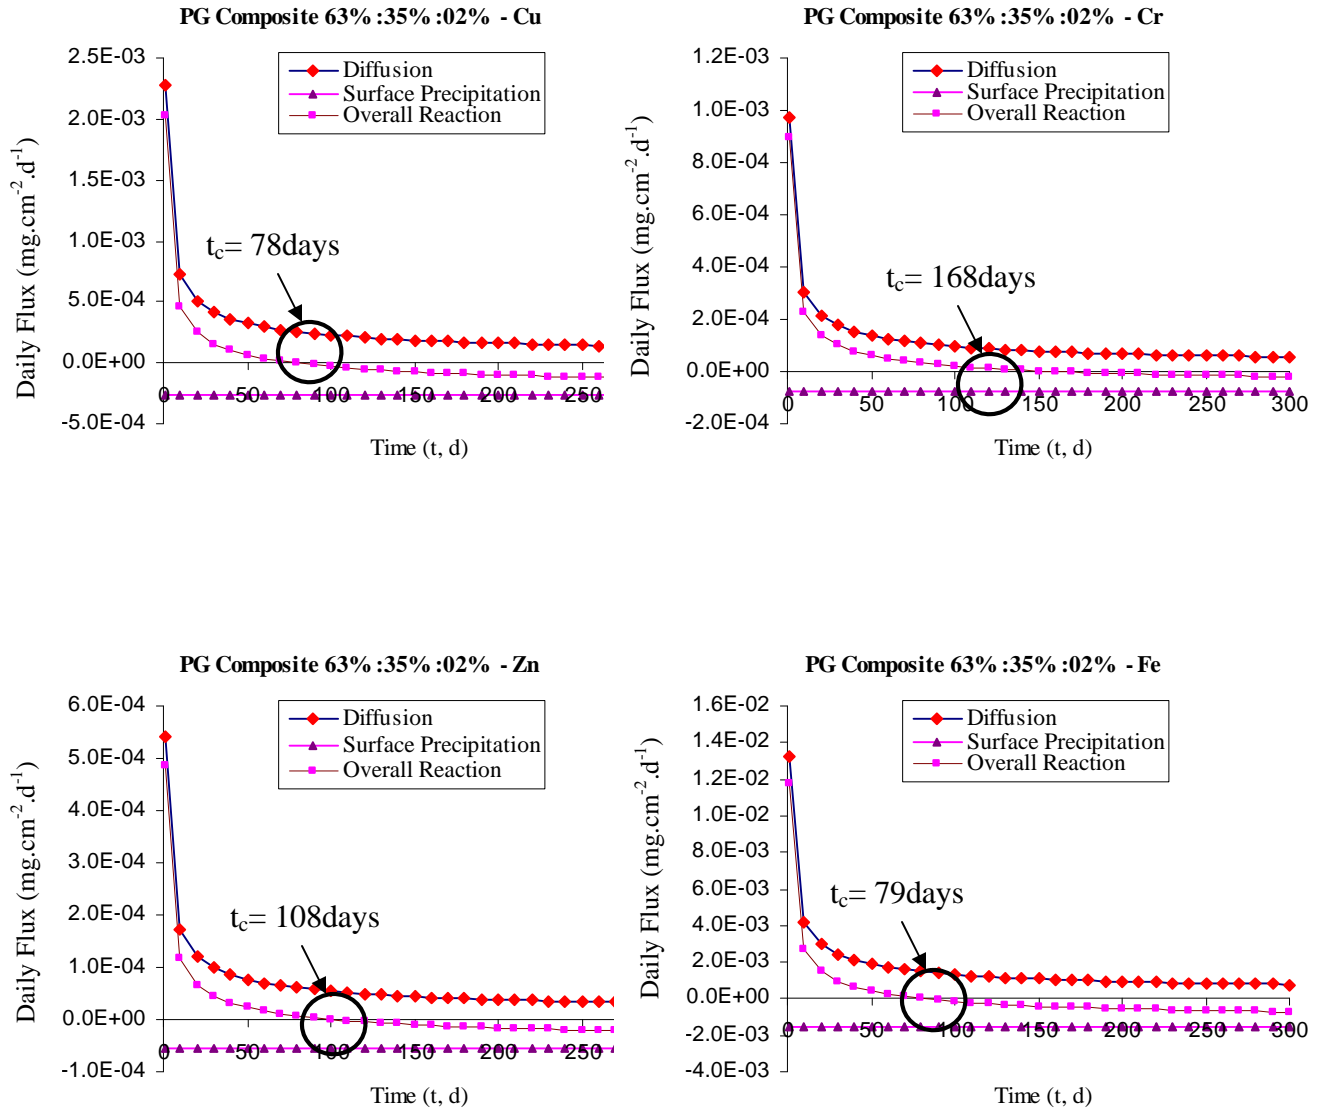 PG Composite 63% :35% :02% - Cu
2.5E-03
2.0E-03
1.5E-03
1.0E-03
5.0E-04
0.0E+00
-5.0E-04
Daily Flux (mg.cm-2.d-1)
Diffusion
Surface Precipitation
Overall Reaction
tc= 78days
0 50 100 150 200 250
Time (t, d)
PG Composite 63% :35% :02% - Cr
1.2E-03
1.0E-03
8.0E-04
6.0E-04
4.0E-04
2.0E-04
0.0E+00
-2.0E-04
Daily Flux (mg.cm-2.d-1)
Diffusion
Surface Precipitation
Overall Reaction
tc= 168days
0 50 100 150 200 250 300
Time (t, d)
PG Composite 63% :35% :02% - Zn
6.0E-04
5.0E-04
4.0E-04
3.0E-04
2.0E-04
1.0E-04
0.0E+00
-1.0E-04
Daily Flux (mg.cm-2.d-1)
Diffusion
Surface Precipitation
Overall Reaction
tc= 108days
0 50 100 150 200 250
Time (t, d)
PG Composite 63% :35% :02% - Fe
1.6E-02
1.4E-02
1.2E-02
1.0E-02
8.0E-03
6.0E-03
4.0E-03
2.0E-03
0.0E+00
-2.0E-03
-4.0E-03
Daily Flux (mg.cm-2.d-1)
Diffusion
Surface Precipitation
Overall Reaction
tc= 79days
0 50 100 150 200 250 300
Time (t, d)